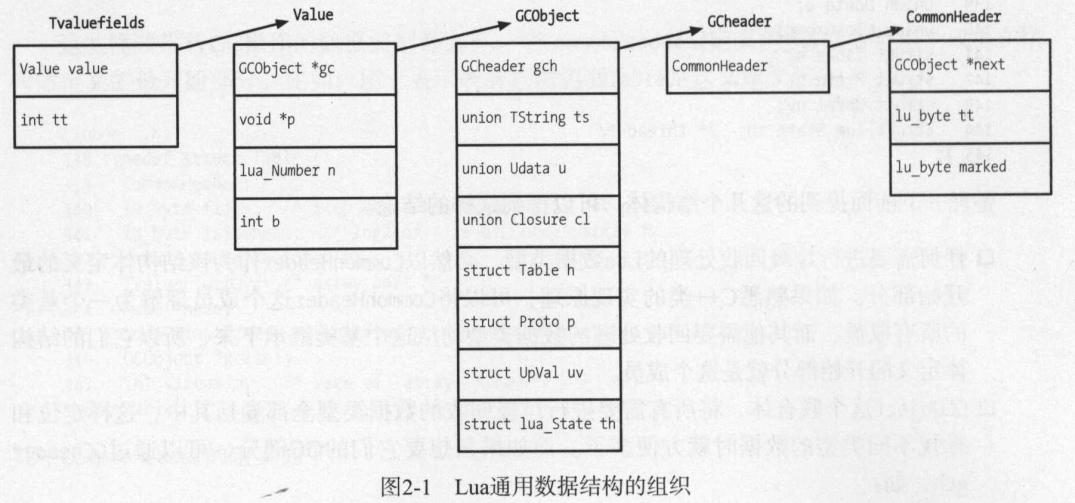 Tvaluefields
Value value
int tt
Value
GCObject *gc
void *p
lua_Number n
int b
GCObject
GCheader gch
union TString ts
union Udata u
union Closure cl
struct Table h
struct Proto p
struct UpVal uv
struct lua_State th
GCheader
CommonHeader
CommonHeader
GCObject *next
lu_byte tt
lu_byte marked
图2-1 Lua通用数据结构的组织